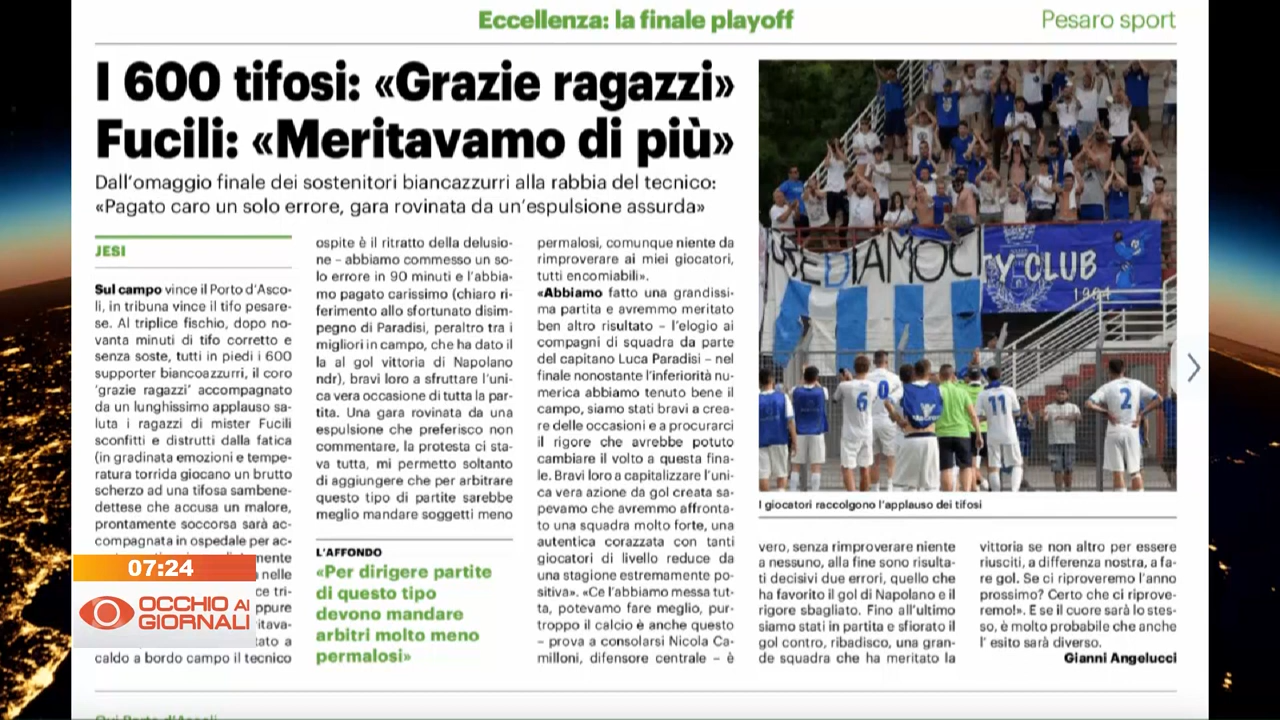 Eccellenza: la finale playoff
Pesaro sport
I 600 tifosi: «Grazie ragazzi»
Fucili: «Meritavamo di più»
Dall'omaggio finale dei sostenitori biancazzurri alla rabbia del tecnico:
«Pagato caro un solo errore, gara rovinata da un'espulsione assurda»
JESI
Sul campo vince il Porto d'Asco-
li, in tribuna vince il tifo pesare-
se. Al triplice fischio, dopo no-
vanta minuti di tifo corretto e
senza soste, tutti in piedi i 600
supporter biancoazzurri, il coro
'grazie ragazzi' accompagnato
da un lunghissimo applauso sa-
luta i ragazzi di mister Fucili
sconfitti e distrutti dalla fatica
(in gradinata emozioni e tempe-
ratura torrida giocano un brutto
scherzo ad una tifosa sambene-
dettese che accusa un malore,
prontamente soccorsa sarà ac-
compagnata in ospedale per ac-
mente
nelle
ce tri-
eppure
itava-
tato a
caldo a bordo campo il tecnico
ospite è il ritratto della delusio-
ne – abbiamo commesso un so-
lo errore in 90 minuti e l'abbia-
mo pagato carissimo (chiaro ri-
ferimento allo sfortunato disim-
pegno di Paradisi, peraltro tra i
migliori in campo, che ha dato il
la al gol vittoria di Napolano
ndr), bravi loro a sfruttare l'uni-
ca vera occasione di tutta la par-
tita. Una gara rovinata da una
espulsione che preferisco non
commentare, la protesta ci sta-
va tutta, mi permetto soltanto
di aggiungere che per arbitrare
questo tipo di partite sarebbe
meglio mandare soggetti meno
L'AFFONDO
«Per dirigere partite
di questo tipo
devono mandare
arbitri molto meno
permalosi»
permalosi, comunque niente da
rimproverare ai miei giocatori,
tutti encomiabili».
«Abbiamo fatto una grandissi-
ma partita e avremmo meritato
ben altro risultato – l'elogio ai
compagni di squadra da parte
del capitano Luca Paradisi – nel
finale nonostante l'inferiorità nu-
merica abbiamo tenuto bene il
campo, siamo stati bravi a crea-
re delle occasioni e a procurarci
il rigore che avrebbe potuto
cambiare il volto a questa fina-
le. Bravi loro a capitalizzare l'uni-
ca vera azione da gol creata sa-
pevamo che avremmo affronta-
to una squadra molto forte, una
autentica corazzata con tanti
giocatori di livello reduce da
una stagione estremamente po-
sitiva». «Ce l'abbiamo messa tut-
ta, potevamo fare meglio, pur-
troppo il calcio è anche questo
– prova a consolarsi Nicola Ca-
milloni, difensore centrale – è
Y CLUB
1984
6
0
11
2
I giocatori raccolgono l'applauso dei tifosi
vero, senza rimproverare niente
a nessuno, alla fine sono risulta-
ti decisivi due errori, quello che
ha favorito il gol di Napolano e il
rigore sbagliato. Fino all'ultimo
siamo stati in partita e sfiorato il
gol contro, ribadisco, una gran-
de squadra che ha meritato la
vittoria se non altro per essere
riusciti, a differenza nostra, a fa-
re gol. Se ci riproveremo l'anno
prossimo? Certo che ci riprove-
remo!». E se il cuore sarà lo stes-
so, è molto probabile che anche
l' esito sarà diverso.
Gianni Angelucci
07:24
OCCHIO AI
GIORNALI